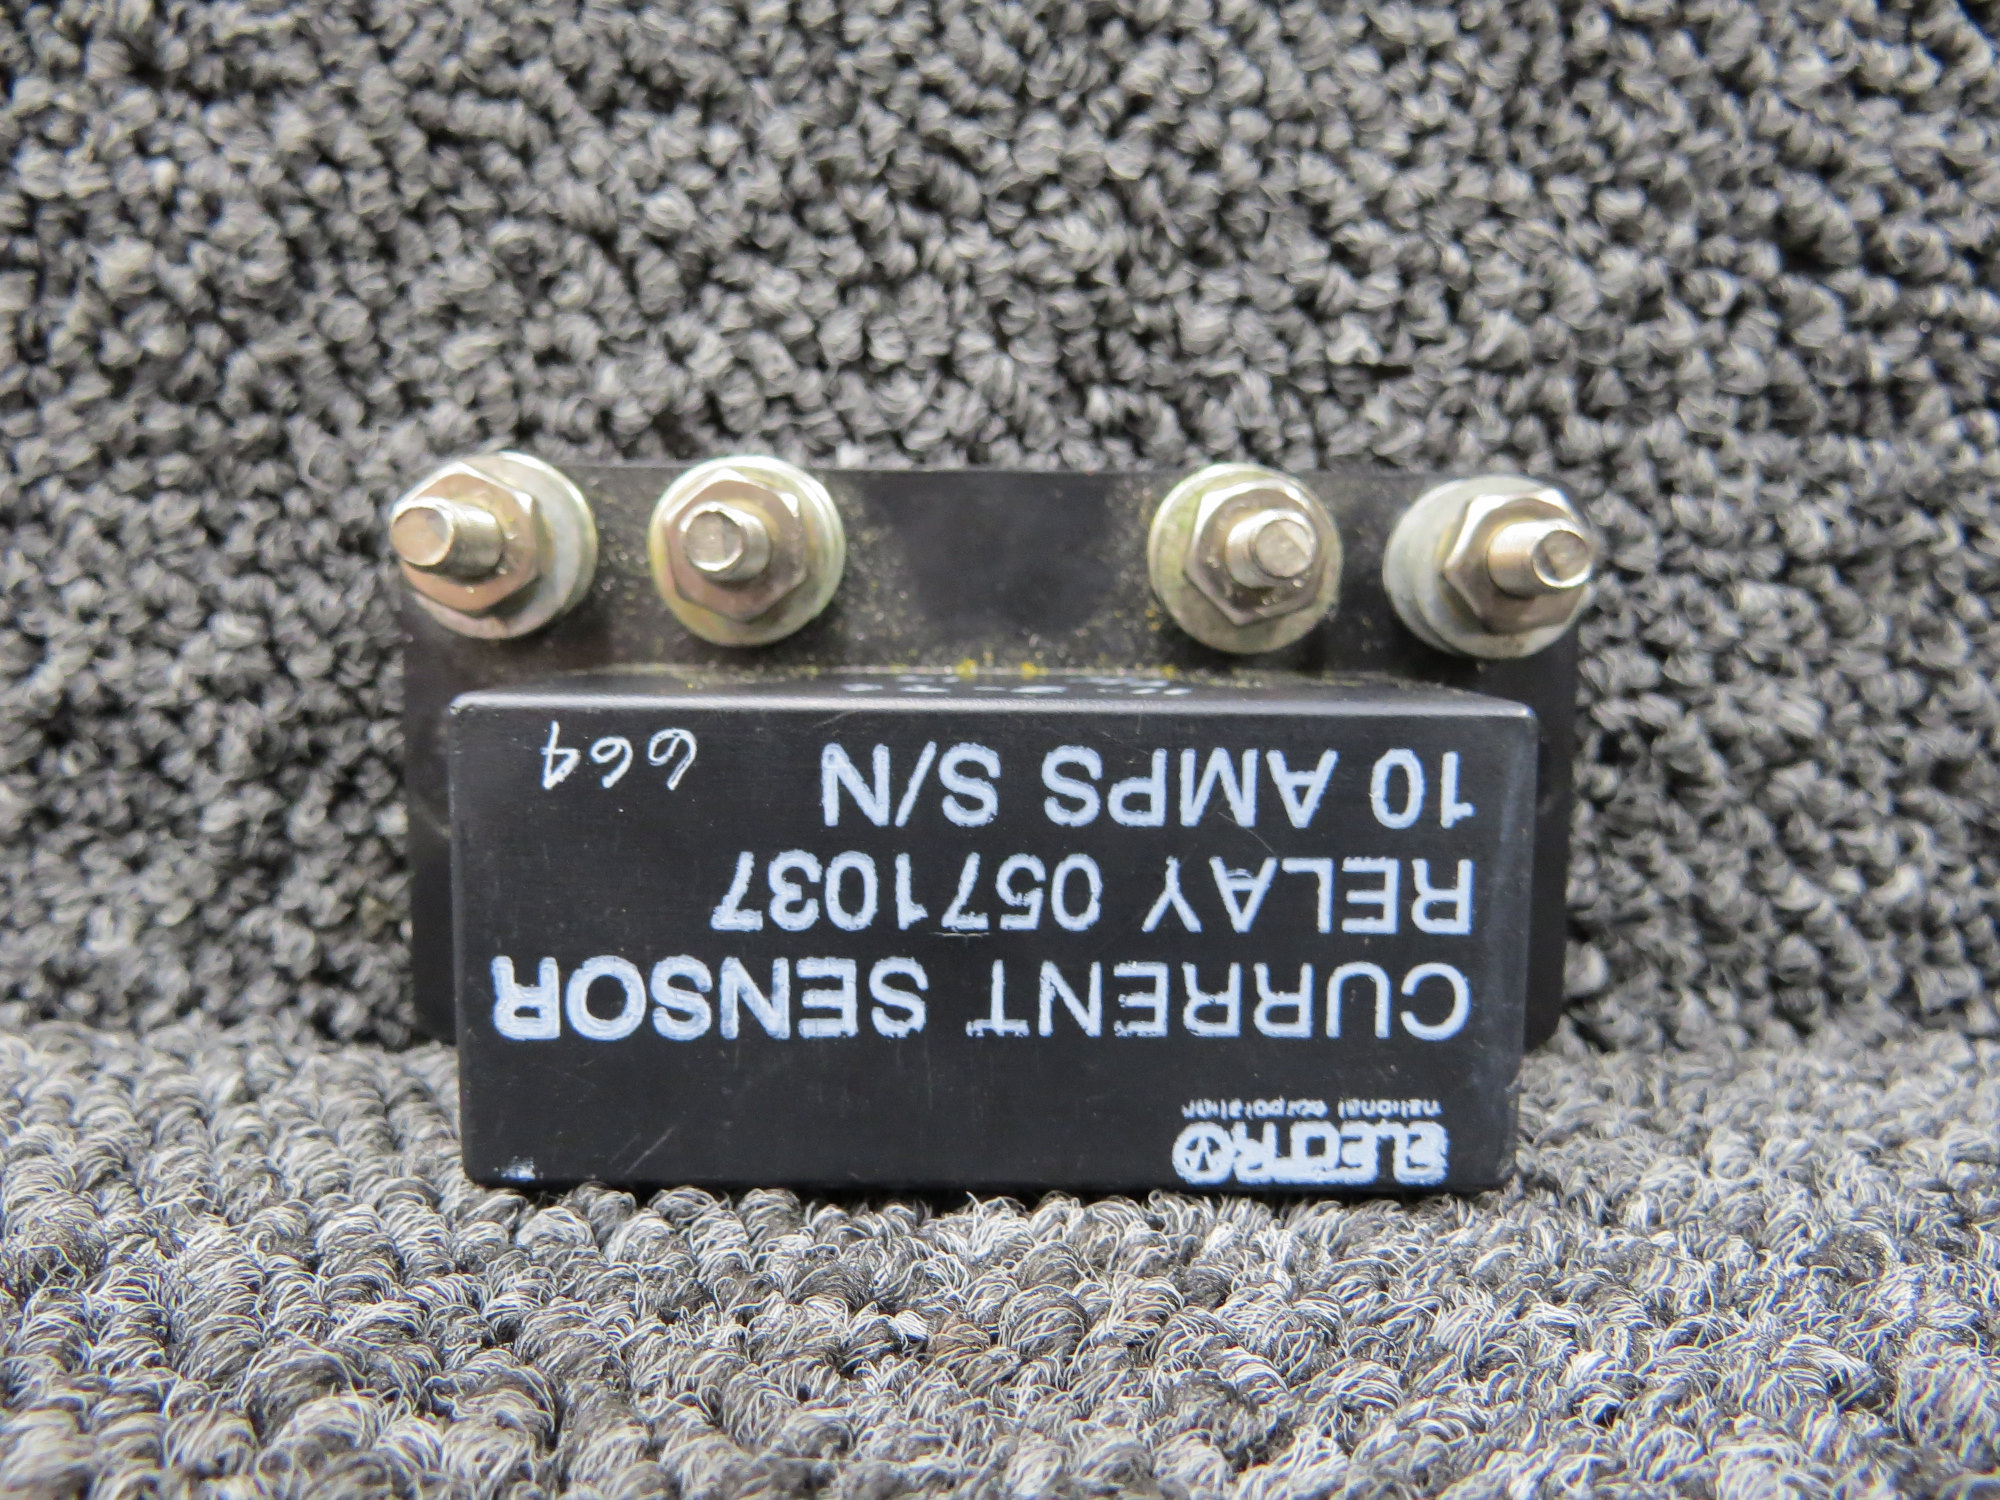 ELECTRO
national corporation
CURRENT SENSOR
RELAY 0571037
10 AMPS S/N 664